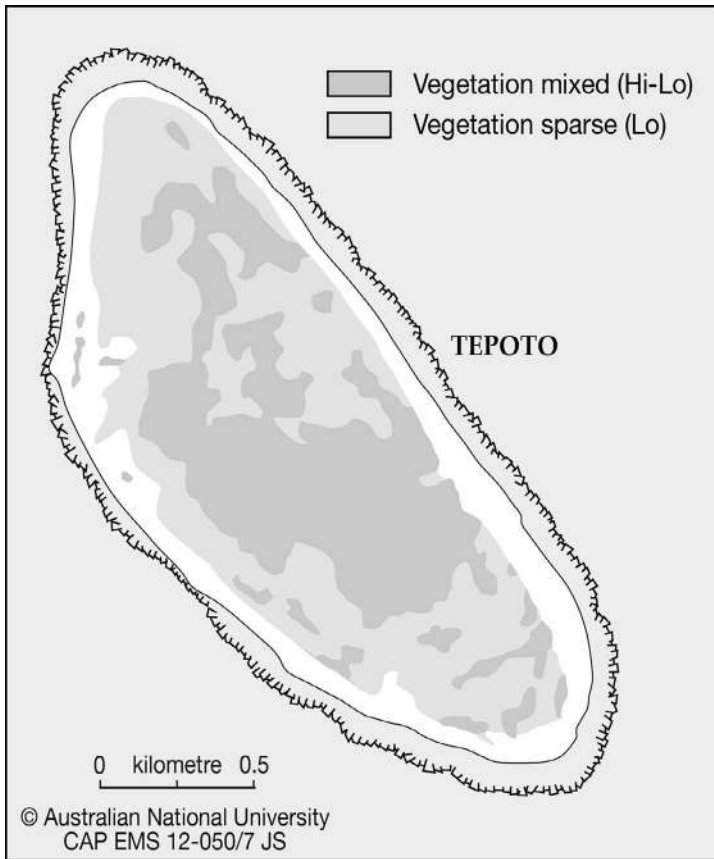 Vegetation mixed (Hi-Lo)
Vegetation sparse (Lo)
TEPOTO
0 kilometre 0.5
© Australian National University
CAP EMS 12-050/7 JS